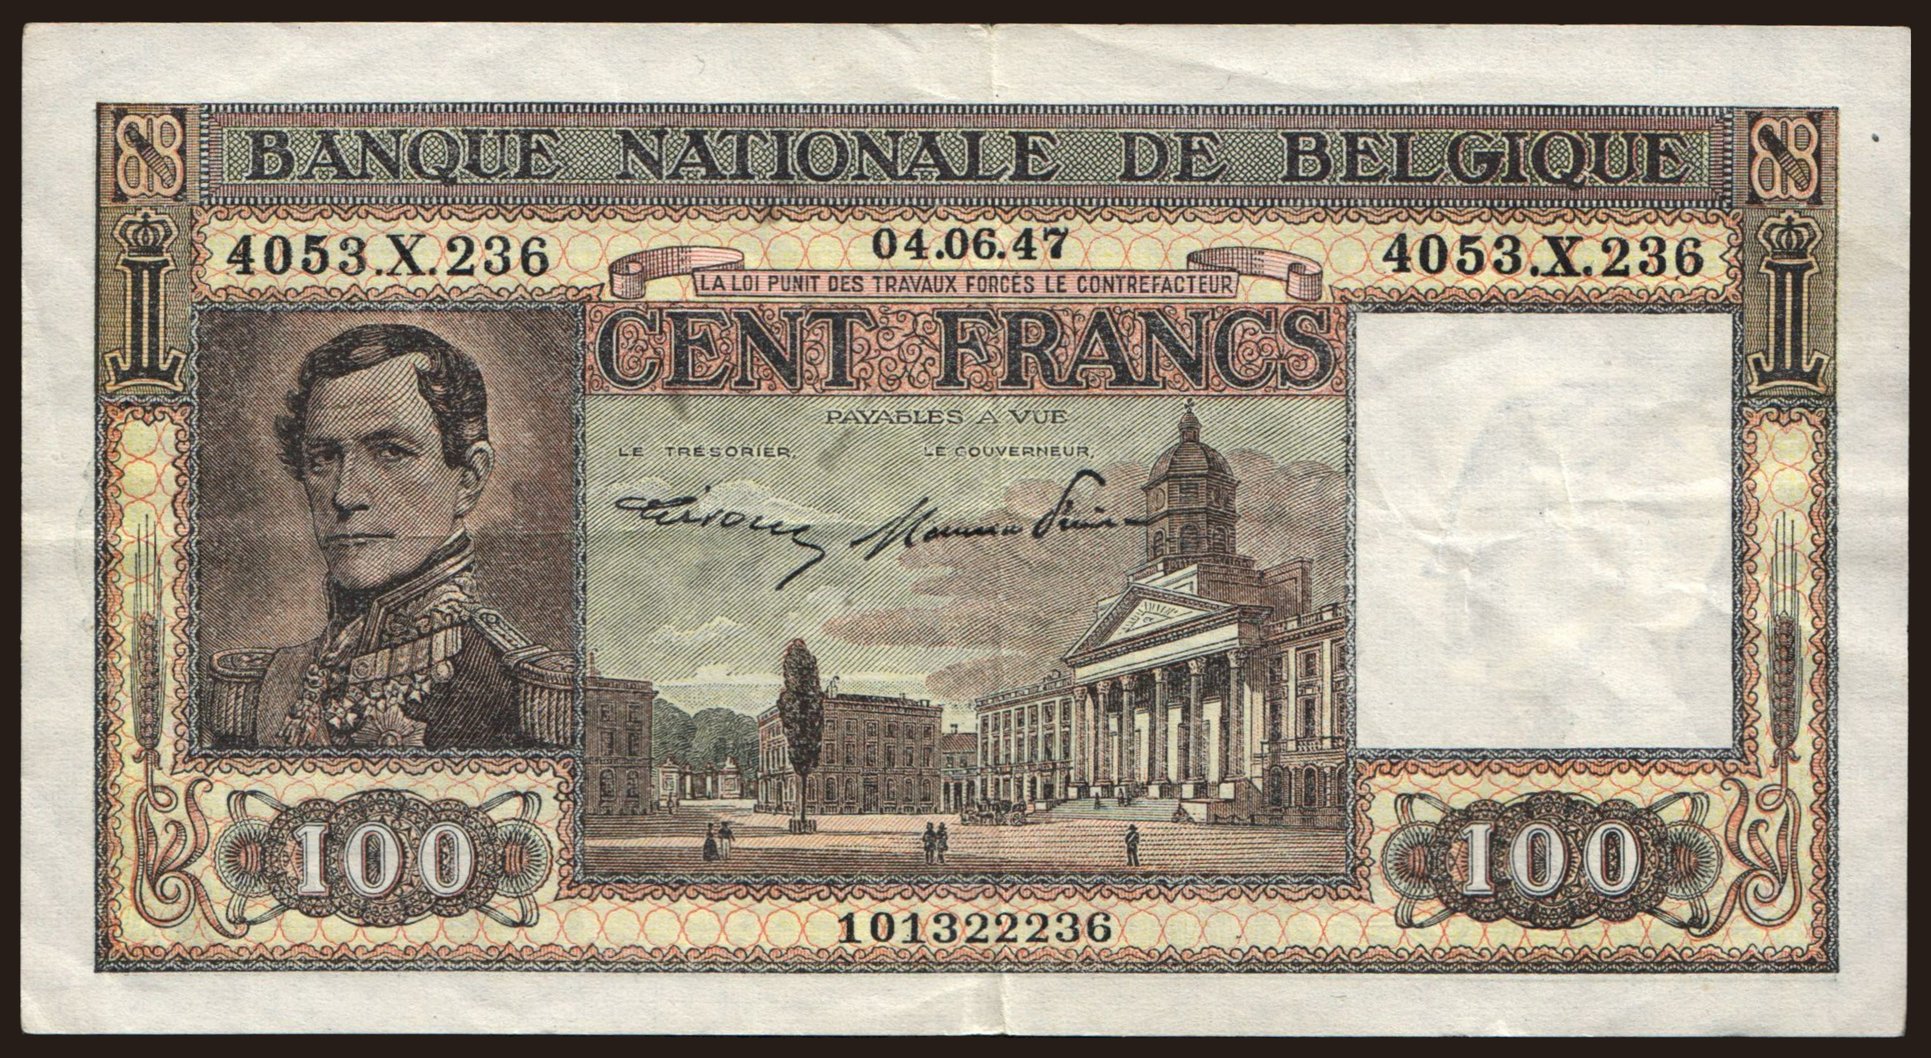 BANQUE NATIONALE DE BELGIQUE
4053.X.236
04.06.47
4053.X.236
LA LOI PUNIT DES TRAVAUX FORCÉS LE CONTREFACTEUR
CENT FRANCS
PAYABLES A VUE
LE TRÉSORIER,
LE GOUVERNEUR,
100
100
101322236